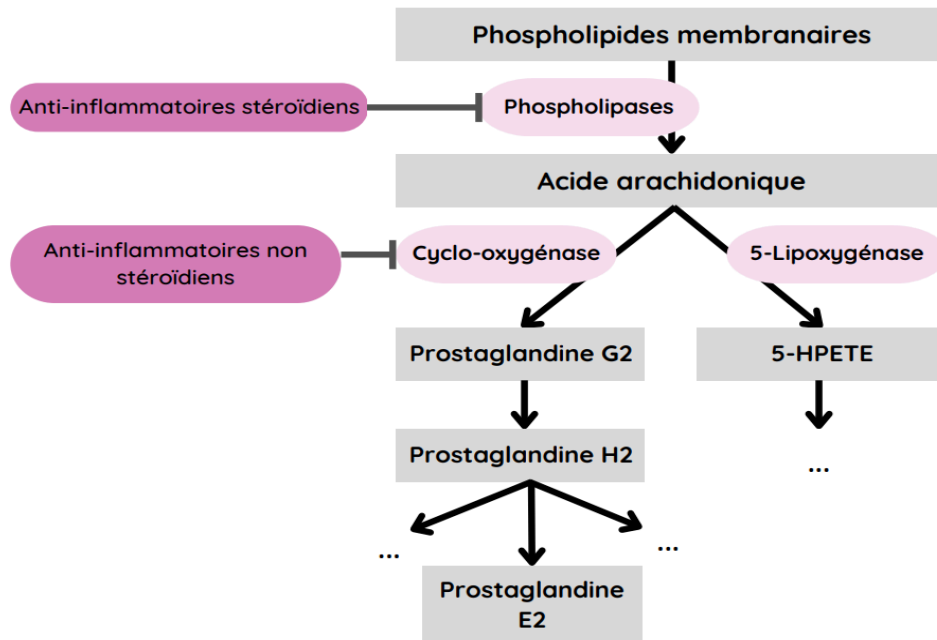 Phospholipides membranaires
Anti-inflammatoires stéroïdiens
Phospholipases
Acide arachidonique
Anti-inflammatoires non
stéroïdiens
Cyclo-oxygénase
5-Lipoxygénase
Prostaglandine G2
5-HPETE
Prostaglandine H2
...
...
...
Prostaglandine
E2